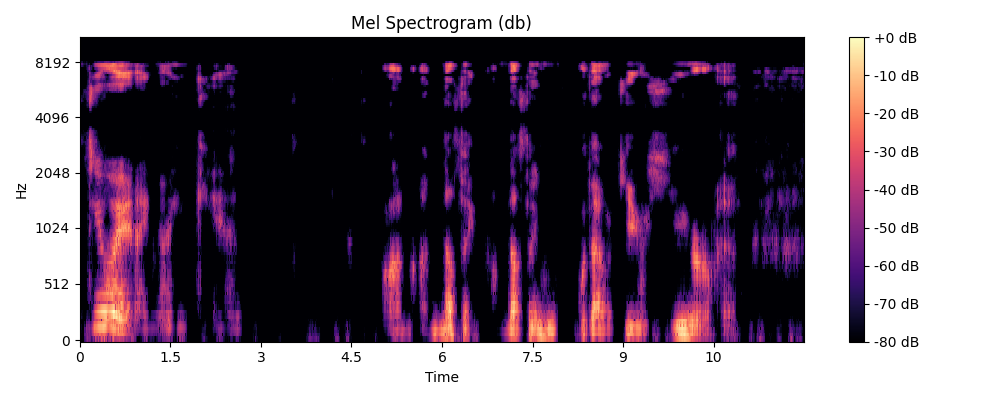 Mel Spectrogram (db)
8192
4096
2048
1024
512
0
Hz
0 1.5 3 4.5 6 7.5 9 10
Time
+0 dB
-10 dB
-20 dB
-30 dB
-40 dB
-50 dB
-60 dB
-70 dB
-80 dB